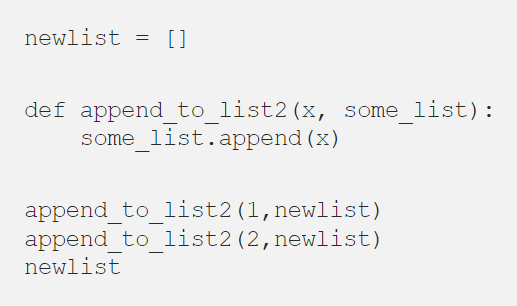 newlist = []
def append_to_list2(x, some_list):
    some_list.append(x)
append_to_list2(1,newlist)
append_to_list2(2,newlist)
newlist